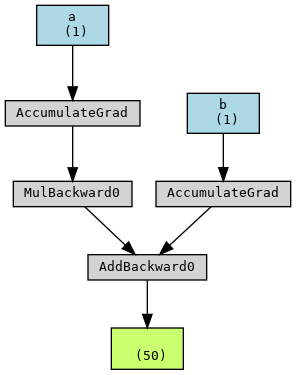 a
(1)
AccumulateGrad
b
(1)
MulBackward0
AccumulateGrad
AddBackward0
(50)